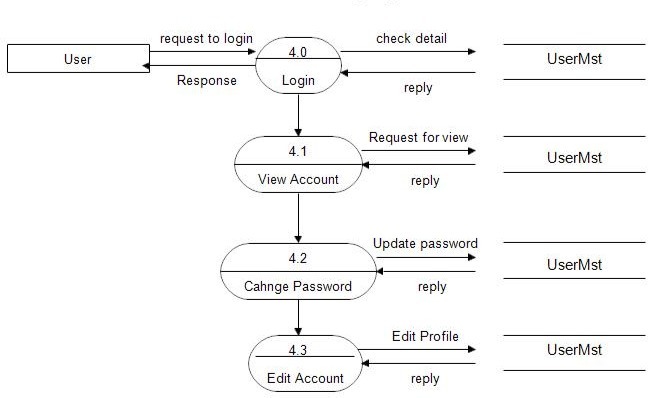 request to login
check detail
User
4.0
UserMst
Response
Login
reply
Request for view
4.1
UserMst
View Account
reply
Update password
4.2
UserMst
Cahnge Password
reply
Edit Profile
4.3
UserMst
Edit Account
reply